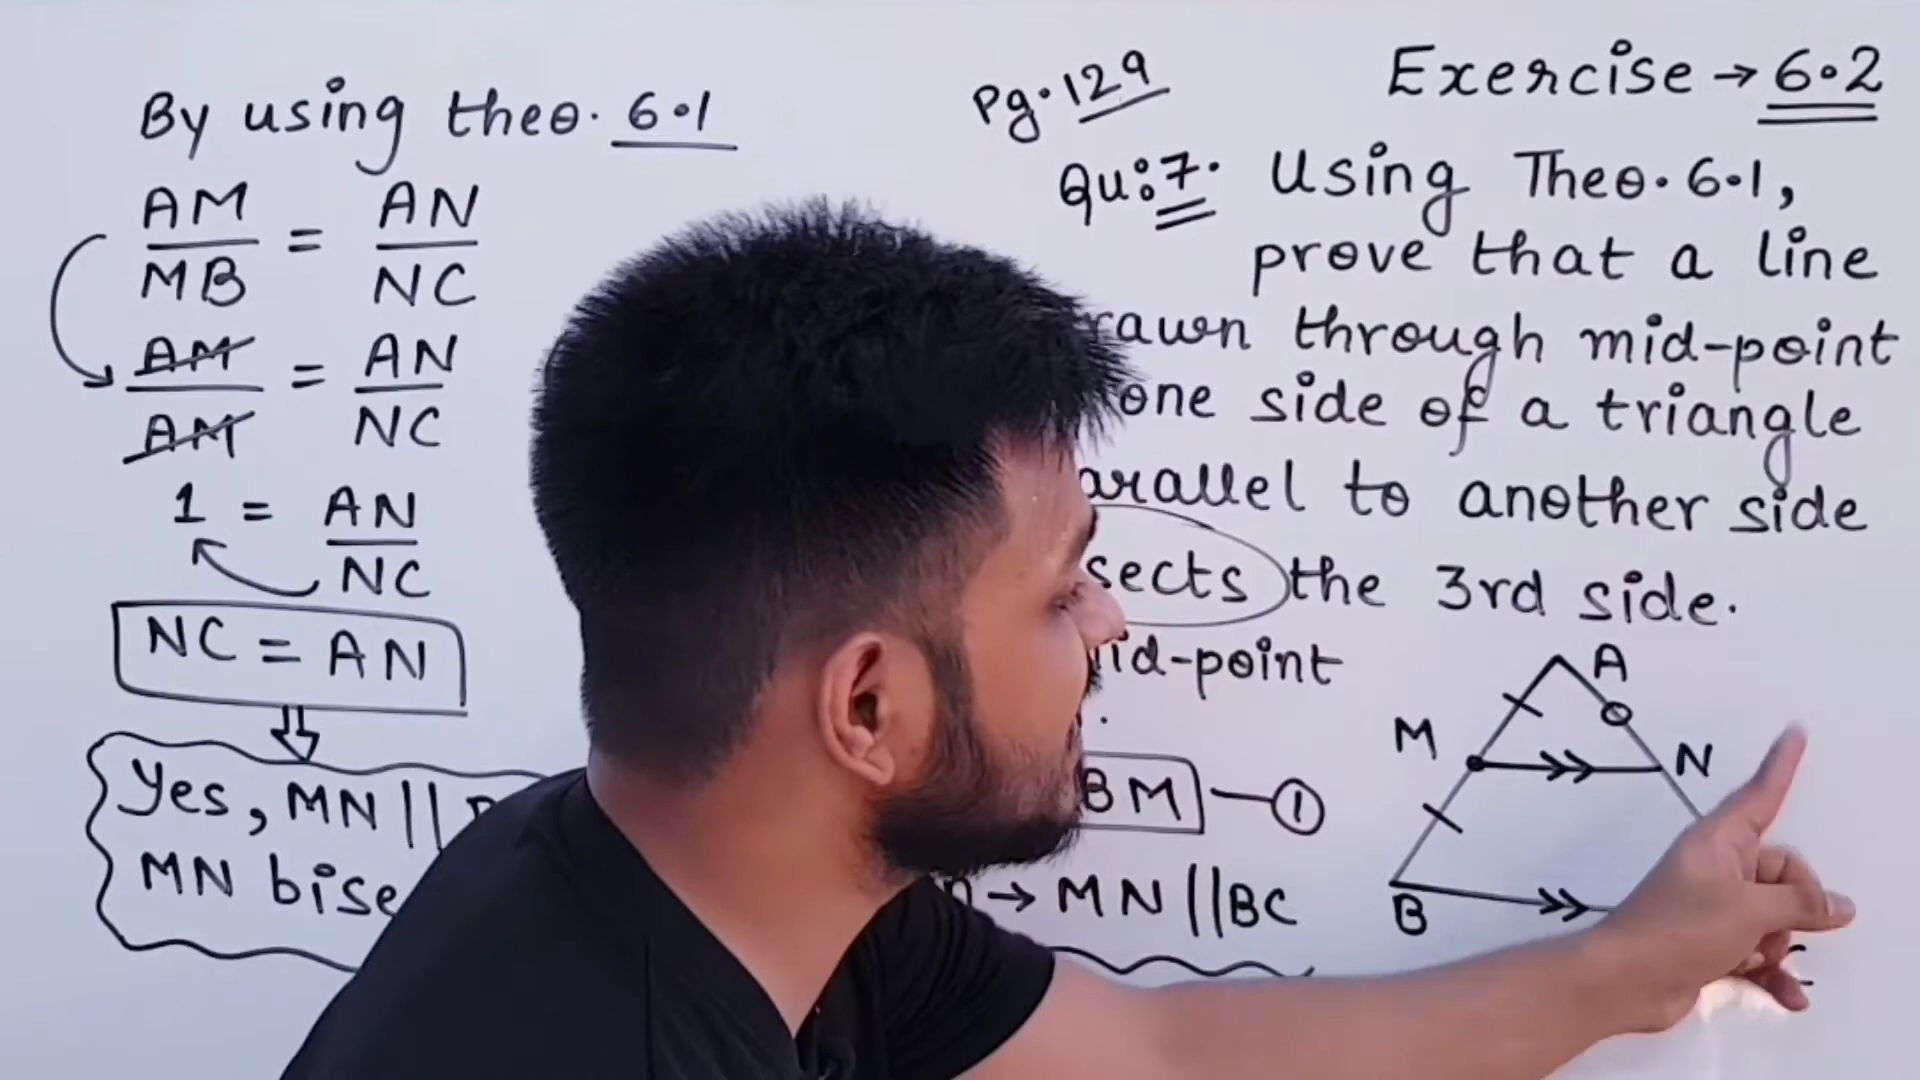 By using theo. 6.1
AM/MB = AN/NC
AM/AM = AN/NC
1 = AN/NC
NC = AN
Yes, MN ||
MN bise
Pg. 129
Exercise → 6.2
Qu:7. Using Theo. 6.1,
prove that a line
rawn through mid-point
one side of a triangle
arallel to another side
sects the 3rd side.
id-point
BM — 1
→ MN || BC
A
M
N
B